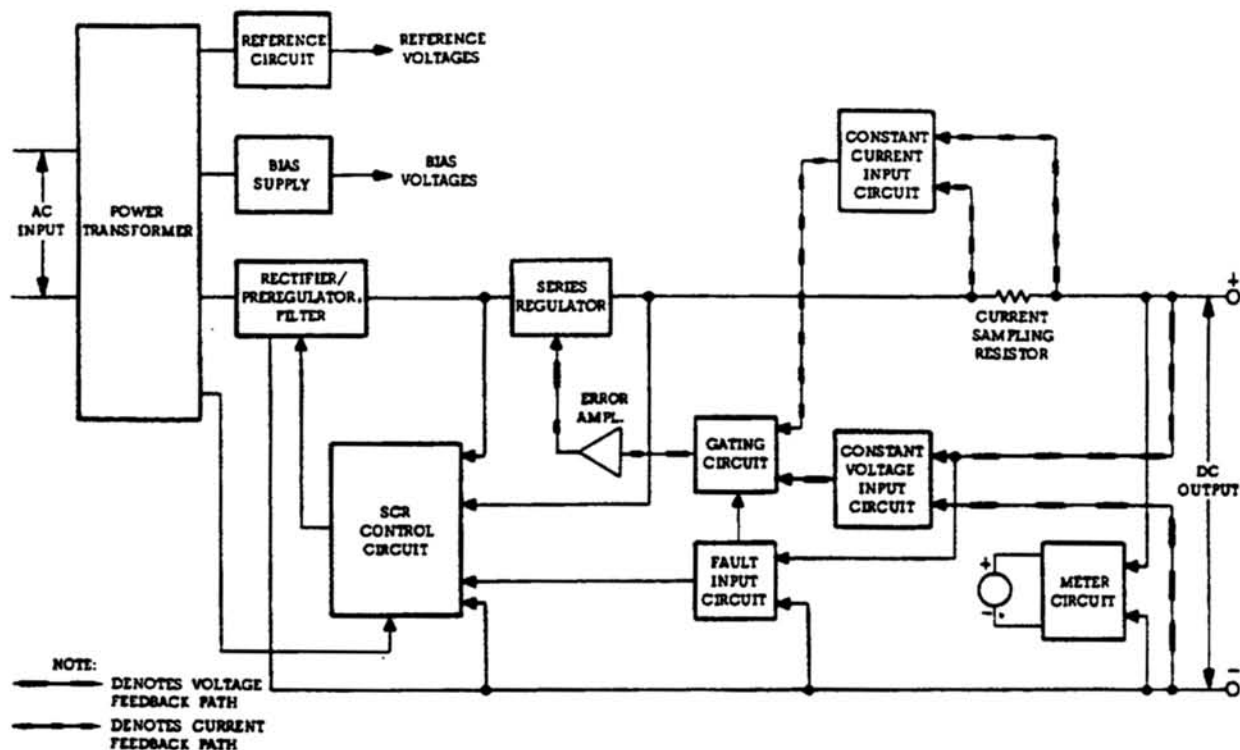 REFERENCE
CIRCUIT
REFERENCE
VOLTAGES
BIAS
SUPPLY
BIAS
VOLTAGES
AC
INPUT
POWER
TRANSFORMER
RECTIFIER/
PREREGULATOR,
FILTER
SERIES
REGULATOR
CONSTANT
CURRENT
INPUT
CIRCUIT
+
CURRENT
SAMPLING
RESISTOR
ERROR
AMPL.
GATING
CIRCUIT
CONSTANT
VOLTAGE
INPUT
CIRCUIT
DC
OUTPUT
SCR
CONTROL
CIRCUIT
FAULT
INPUT
CIRCUIT
+
-
METER
CIRCUIT
-
NOTE:
DENOTES VOLTAGE
FEEDBACK PATH
DENOTES CURRENT
FEEDBACK PATH